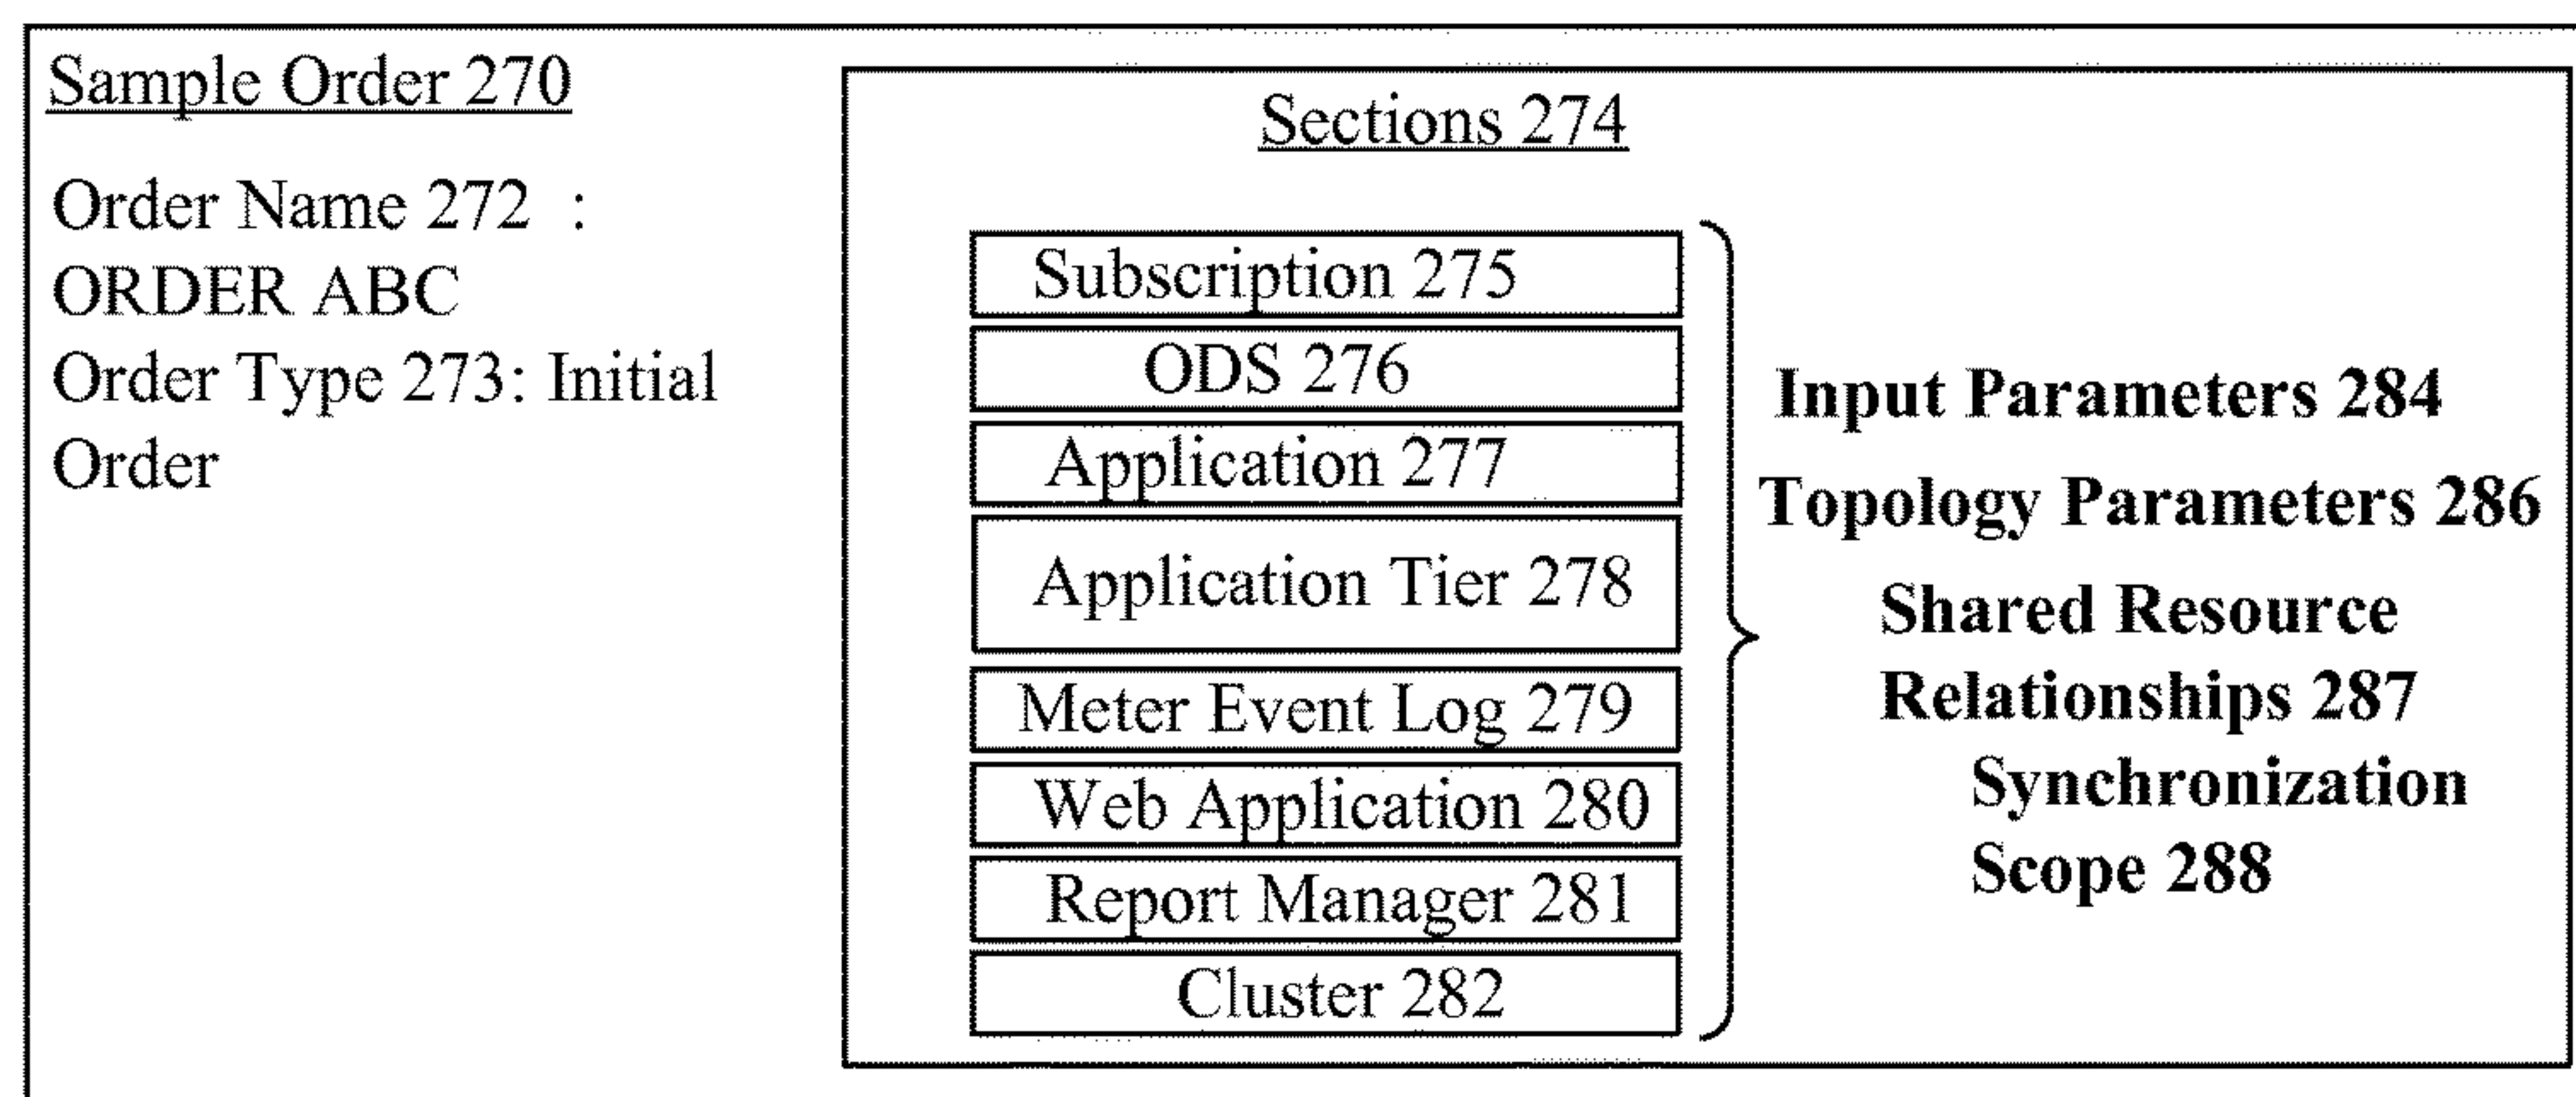 Sample Order 270
Order Name 272 :
ORDER ABC
Order Type 273: Initial
Order
Sections 274
Subscription 275
ODS 276
Application 277
Application Tier 278
Meter Event Log 279
Web Application 280
Report Manager 281
Cluster 282
Input Parameters 284
Topology Parameters 286
Shared Resource
Relationships 287
Synchronization
Scope 288